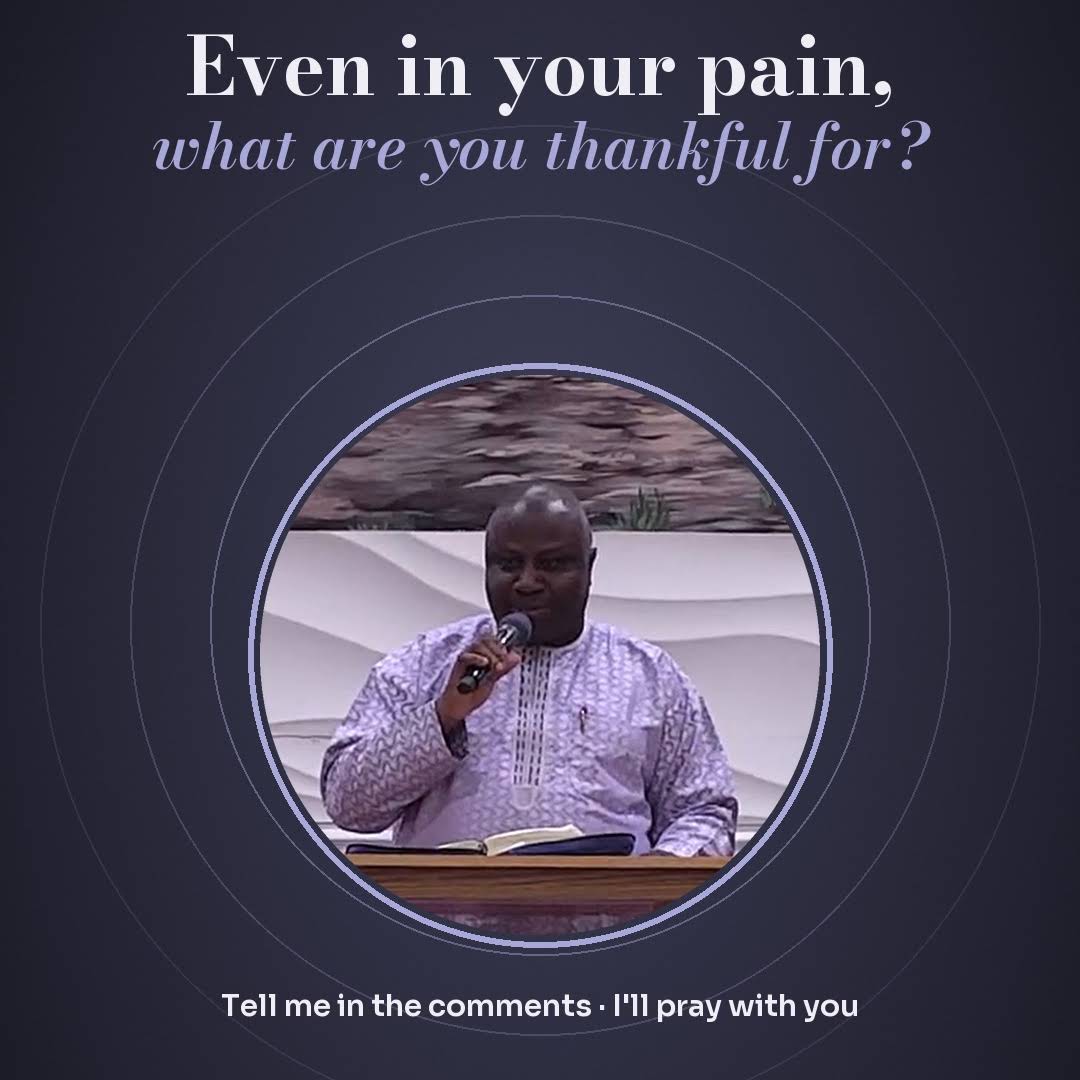 Even in your pain,
what are you thankful for?
Tell me in the comments · I'll pray with you